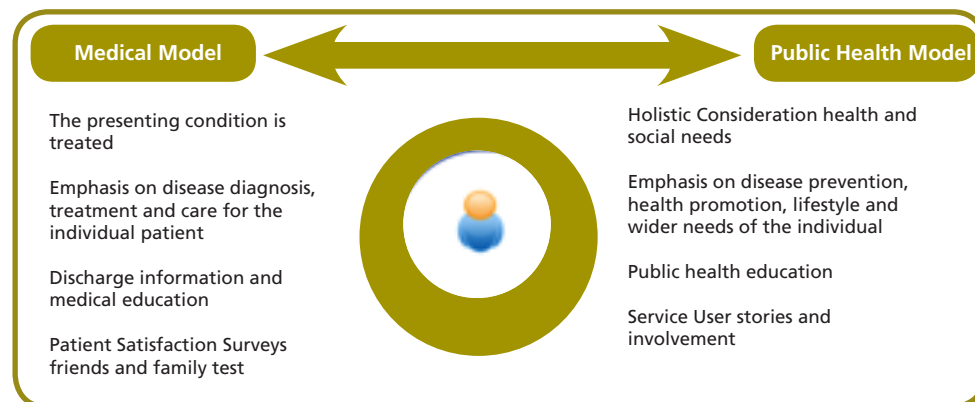 Medical Model
The presenting condition is
treated
Emphasis on disease diagnosis,
treatment and care for the
individual patient
Discharge information and
medical education
Patient Satisfaction Surveys
friends and family test
Public Health Model
Holistic Consideration health and
social needs
Emphasis on disease prevention,
health promotion, lifestyle and
wider needs of the individual
Public health education
Service User stories and
involvement